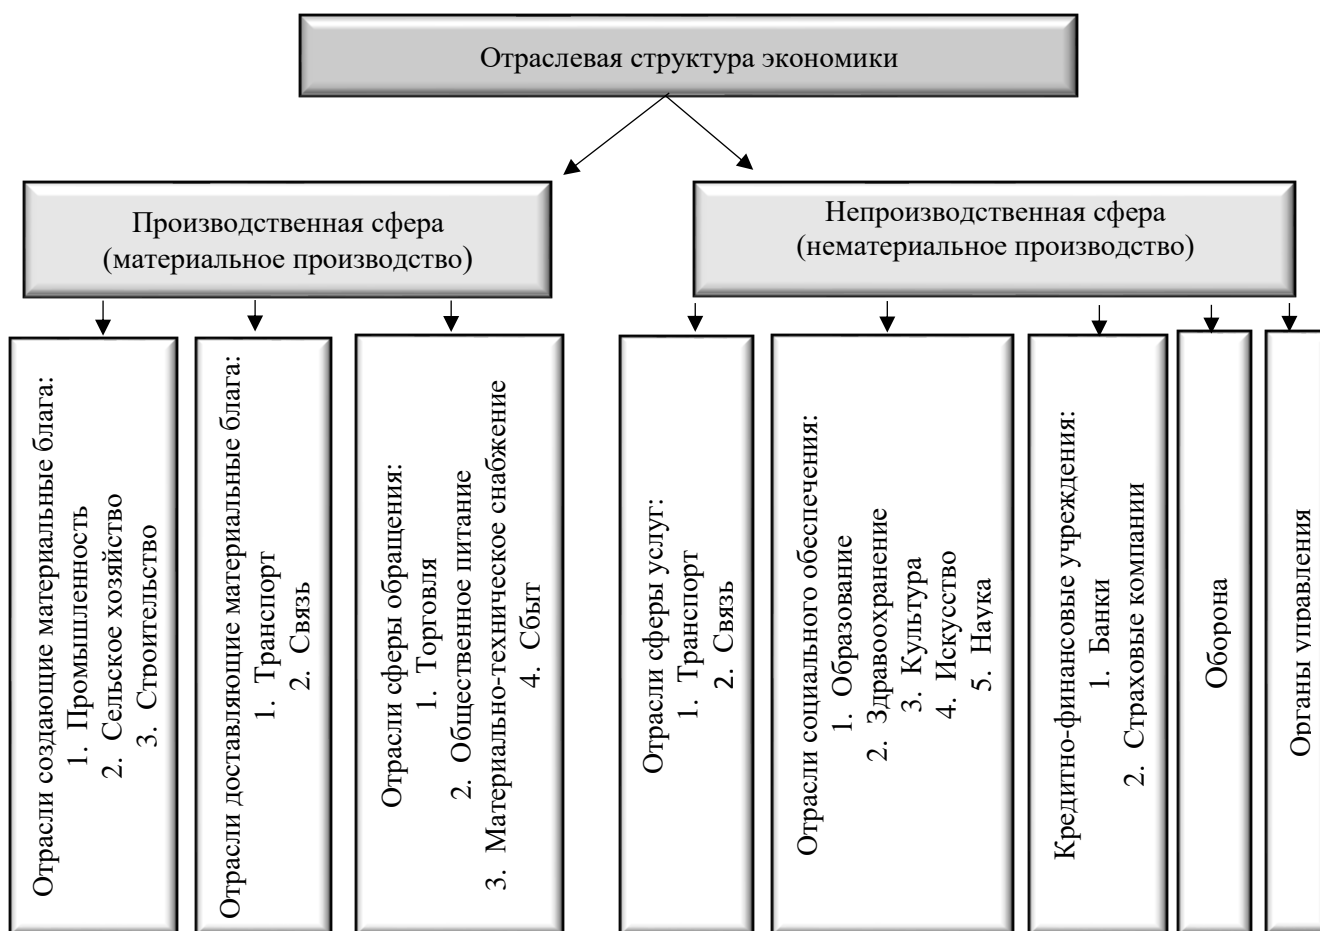 Отраслевая структура экономики
Производственная сфера
(материальное производство)
Непроизводственная сфера
(нематериальное производство)
Отрасли создающие материальные блага:
1. Промышленность
2. Сельское хозяйство
3. Строительство
Отрасли доставляющие материальные блага:
1. Транспорт
2. Связь
Отрасли сферы обращения:
1. Торговля
2. Общественное питание
3. Материально-техническое снабжение
4. Сбыт
Отрасли сферы услуг:
1. Транспорт
2. Связь
Отрасли социального обеспечения:
1. Образование
2. Здравоохранение
3. Культура
4. Искусство
5. Наука
Кредитно-финансовые учреждения:
1. Банки
2. Страховые компании
Оборона
Органы управления